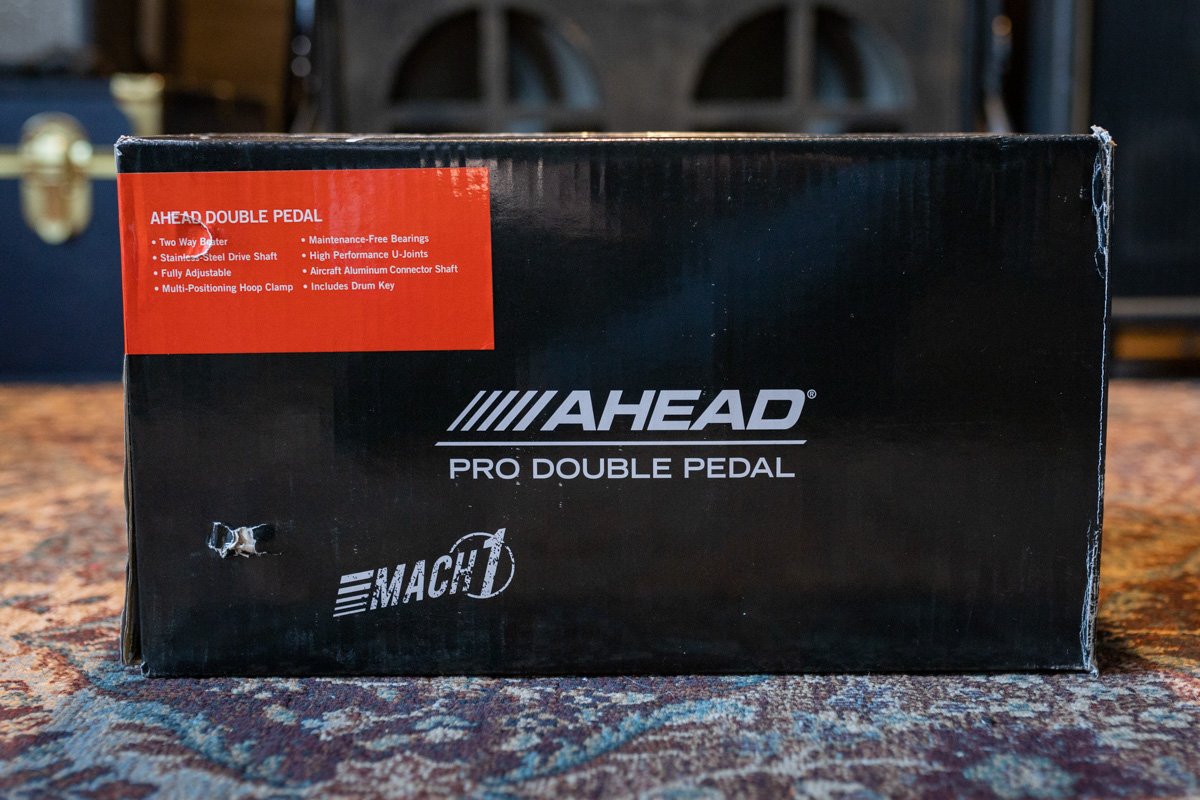 AHEAD DOUBLE PEDAL
• Two Way Beater
• Stainless-Steel Drive Shaft
• Fully Adjustable
• Multi-Positioning Hoop Clamp
• Maintenance-Free Bearings
• High Performance U-Joints
• Aircraft Aluminum Connector Shaft
• Includes Drum Key
AHEAD®
PRO DOUBLE PEDAL
MACH 1